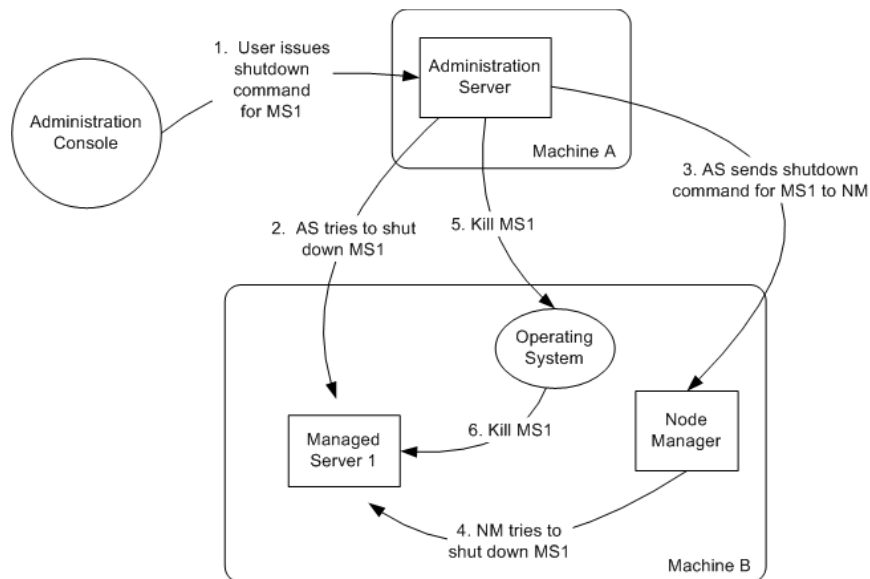 1. User issues
shutdown
command
for MS1
Administration
Server
Administration
Console
Machine A
3. AS sends shutdown
command for MS1 to NM
2. AS tries to shut
down MS1
5. Kill MS1
Operating
System
Managed
Server 1
6. Kill MS1
Node
Manager
4. NM tries to
shut down MS1
Machine B